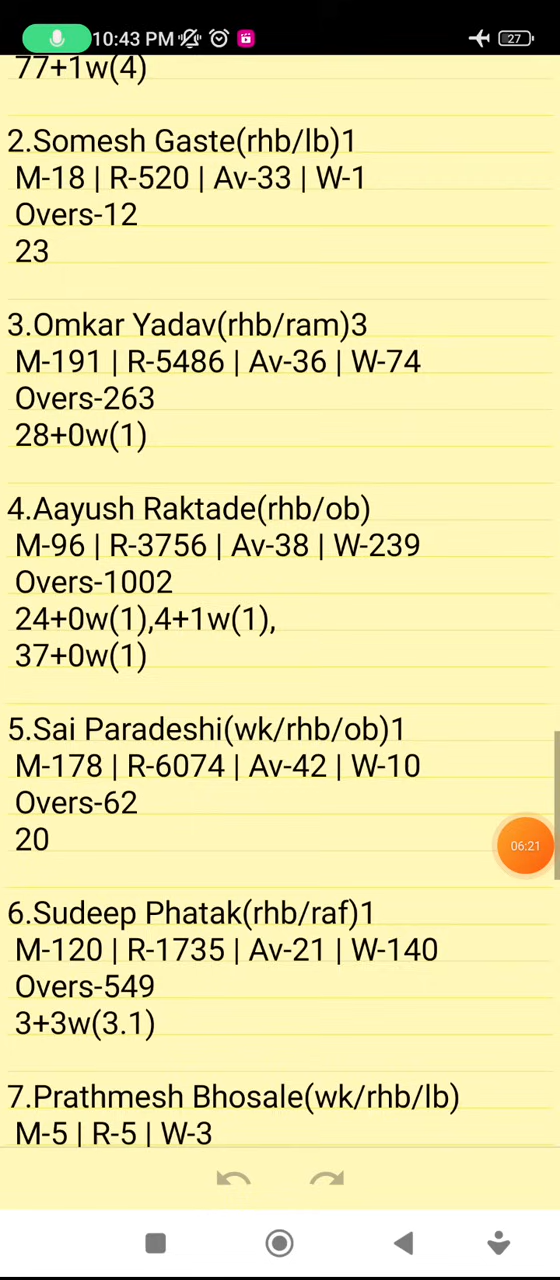 10:43 PM
27
77+1w(4)
2.Somesh Gaste(rhb/lb)1
M-18 | R-520 | Av-33 | W-1
Overs-12
23
3.Omkar Yadav(rhb/ram)3
M-191 | R-5486 | Av-36 | W-74
Overs-263
28+0w(1)
4.Aayush Raktade(rhb/ob)
M-96 | R-3756 | Av-38 | W-239
Overs-1002
24+0w(1),4+1w(1),
37+0w(1)
5.Sai Paradeshi(wk/rhb/ob)1
M-178 | R-6074 | Av-42 | W-10
Overs-62
20
06:21
6.Sudeep Phatak(rhb/raf)1
M-120 | R-1735 | Av-21 | W-140
Overs-549
3+3w(3.1)
7.Prathmesh Bhosale(wk/rhb/lb)
M-5 | R-5 | W-3